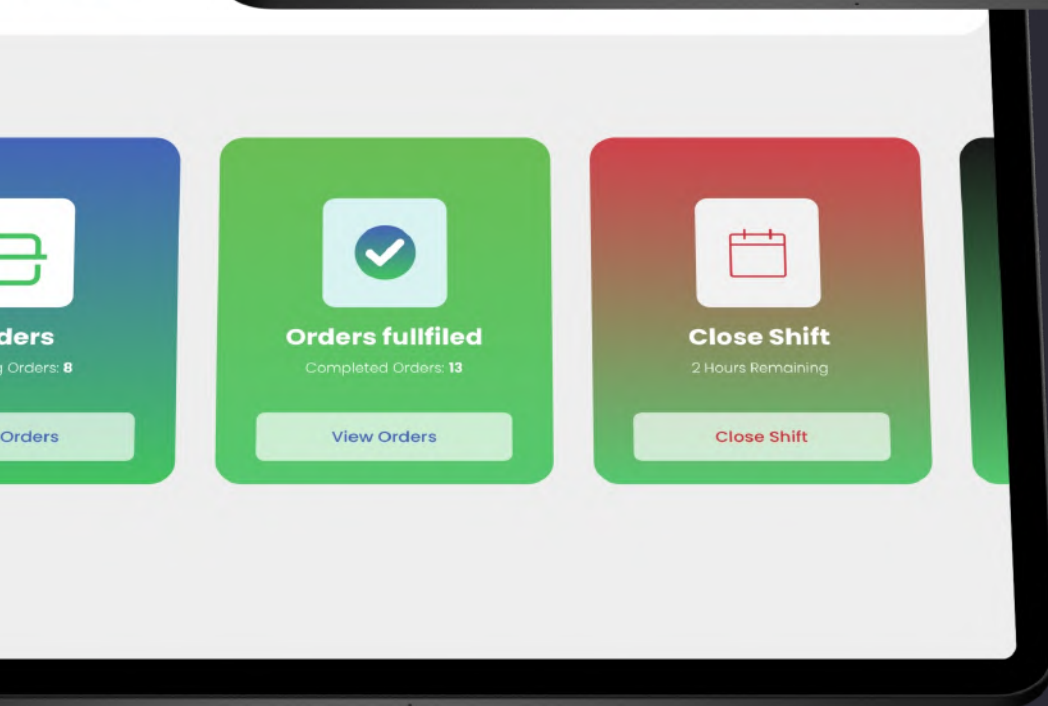 ders
g Orders: 8
Orders
Orders fullfiled
Completed Orders: 13
View Orders
Close Shift
2 Hours Remaining
Close Shift